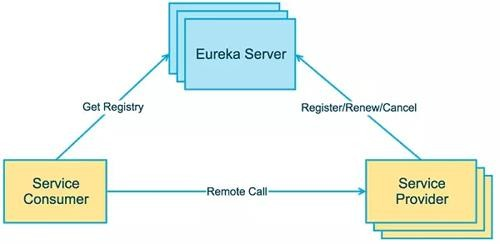 Eureka Server
Get Registry
Register/Renew/Cancel
Service
Consumer
Remote Call
Service
Provider